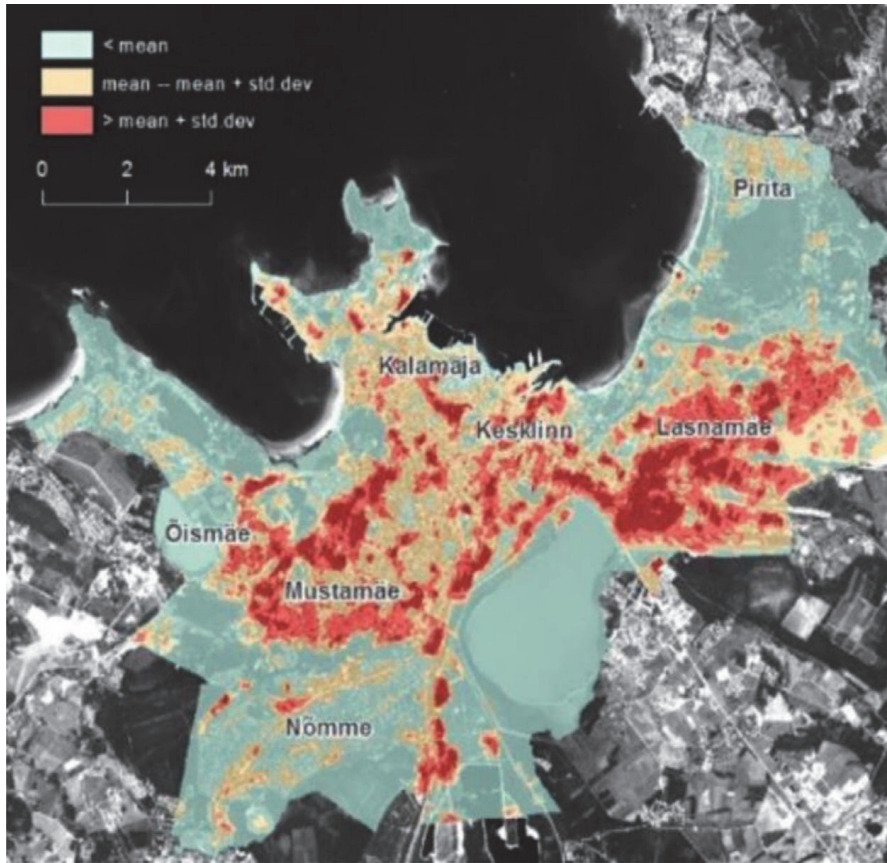 < mean
mean – mean + std.dev
> mean + std.dev
0 2 4 km
Pirita
Kalamaja
Kesklinn
Lasnamäe
Õismäe
Mustamäe
Nõmme